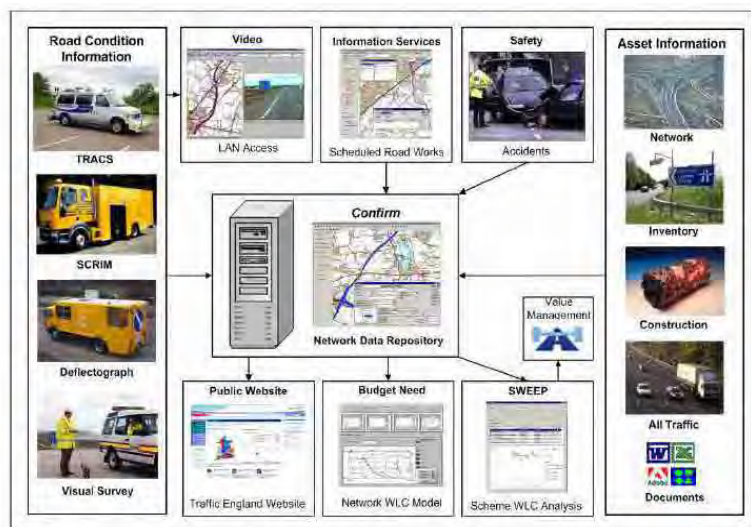 Road Condition
Information
TRACS
SCRIM
Deflectograph
Visual Survey
Video
LAN Access
Information Services
Scheduled Road Works
Safety
Accidents
Confirm
Network Data Repository
Value
Management
Public Website
Traffic England Website
Budget Need
Network WLC Model
SWEEP
Scheme WLC Analysis
Asset Information
Network
Inventory
Construction
All Traffic
W
X
Adobe
Documents